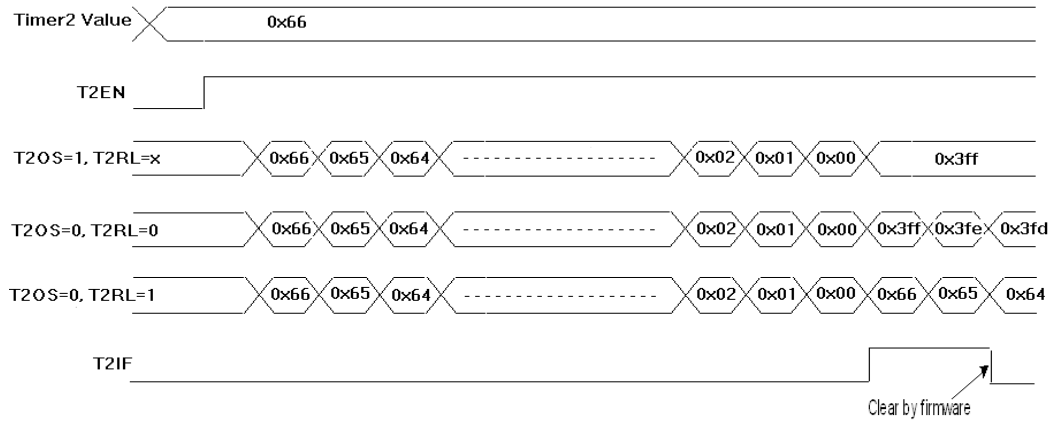 Timer2 Value 0x66
T2EN
T2OS=1, T2RL=x 0x66 0x65 0x64 0x02 0x01 0x00 0x3ff
T2OS=0, T2RL=0 0x66 0x65 0x64 0x02 0x01 0x00 0x3ff 0x3fe 0x3fd
T2OS=0, T2RL=1 0x66 0x65 0x64 0x02 0x01 0x00 0x66 0x65 0x64
T2IF
Clear by firmware